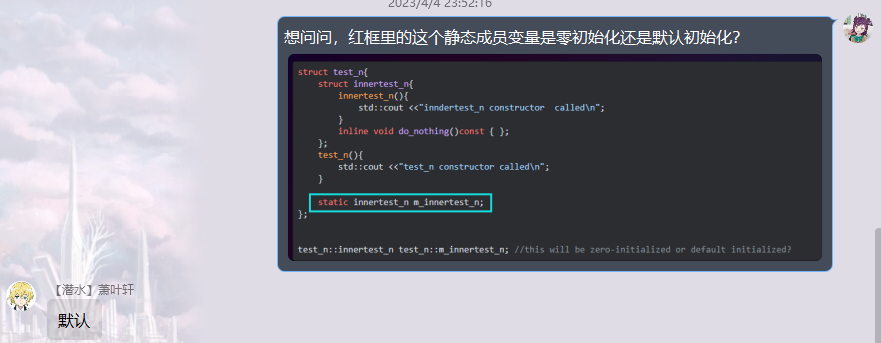 2023/4/4 23:52:16
想问问，红框里的这个静态成员变量是零初始化还是默认初始化？
struct test_n{
struct innertest_n{
innertest_n(){
std::cout <<"inndertest_n constructor  called\n";
}
inline void do_nothing()const { };
};
test_n(){
std::cout <<"test_n constructor called\n";
}
static innertest_n m_innertest_n;
};
test_n::innertest_n test_n::m_innertest_n; //this will be zero-initialized or default initialized?
【潜水】萧叶轩
默认